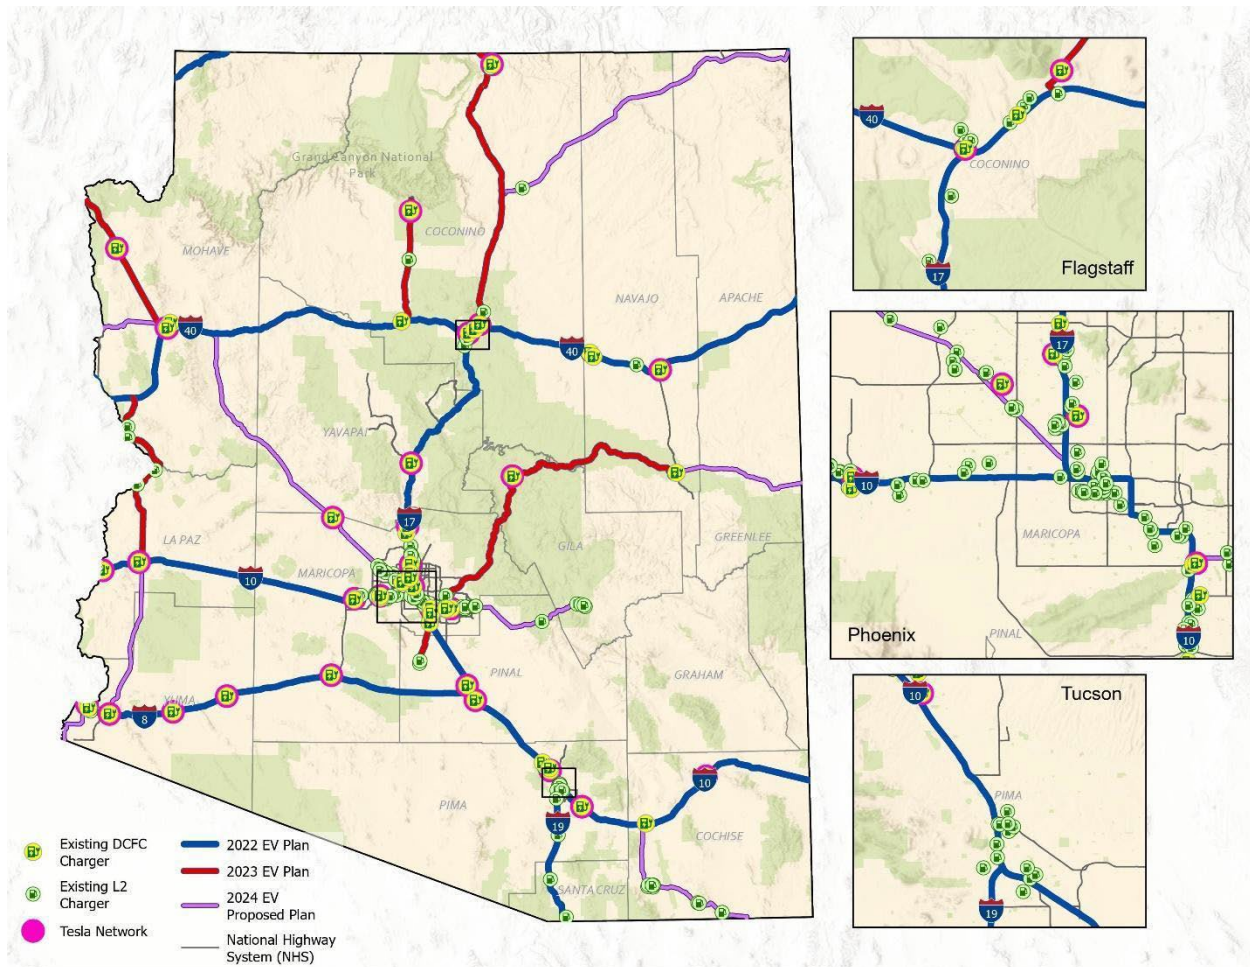 Grand Canyon National
Park
COCONINO
MOHAVE
NAVAJO
APACHE
40
40
YAVAPAI
17
LA PAZ
MARICOPA
GILA
GREENLEE
10
PINAL
GRAHAM
YUMA
8
10
PIMA
19
COCHISE
SANTA CRUZ
Existing DCFC
Charger
Existing L2
Charger
Tesla Network
2022 EV Plan
2023 EV Plan
2024 EV
Proposed Plan
National Highway
System (NHS)
40
COCONINO
17
Flagstaff
17
10
MARICOPA
Phoenix
PINAL
10
10
Tucson
PIMA
19